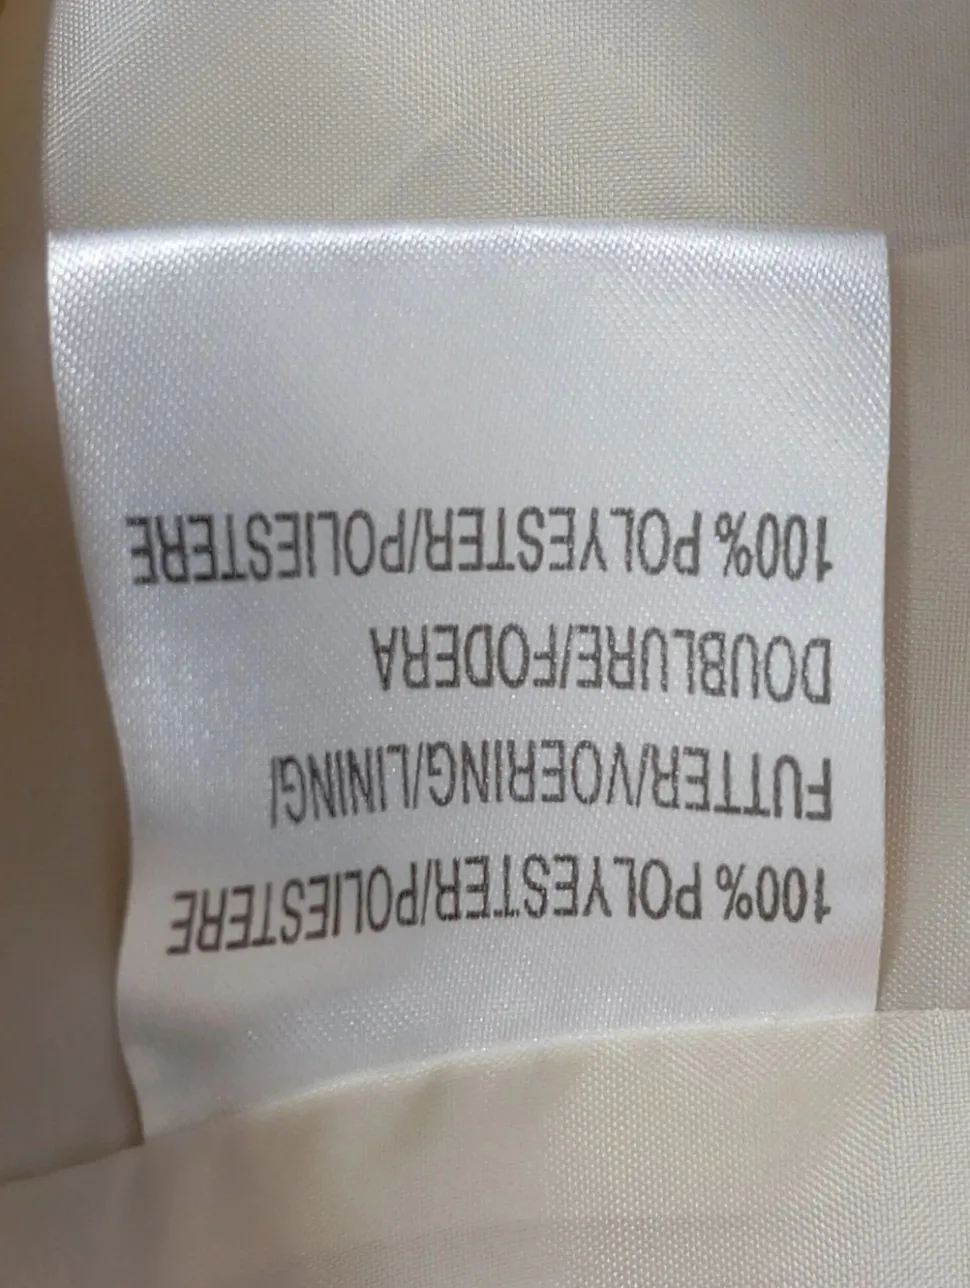 100% POLYESTER/POLIESTERE
FUTTER/VOERING/LINING/
DOUBLURE/FODERA
100% POLYESTER/POLIESTERE